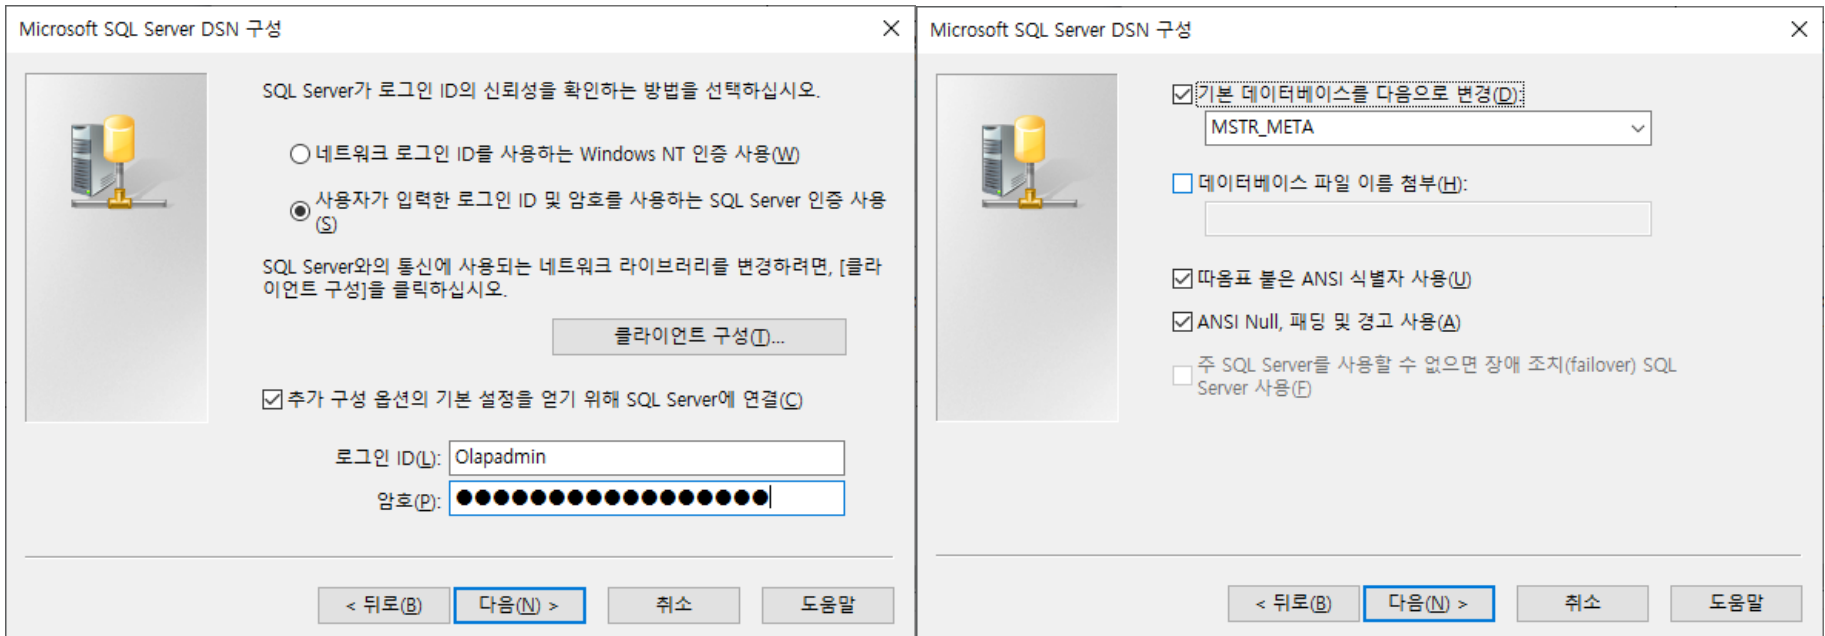 Microsoft SQL Server DSN 구성
SQL Server가 로그인 ID의 신뢰성을 확인하는 방법을 선택하십시오.
네트워크 로그인 ID를 사용하는 Windows NT 인증 사용(W)
사용자가 입력한 로그인 ID 및 암호를 사용하는 SQL Server 인증 사용
(S)
SQL Server와의 통신에 사용되는 네트워크 라이브러리를 변경하려면, [클라
이언트 구성]을 클릭하십시오.
클라이언트 구성(T)...
추가 구성 옵션의 기본 설정을 얻기 위해 SQL Server에 연결(C)
로그인 ID(L): Olapadmin
암호(P): ●●●●●●●●●●●●●●●●●
< 뒤로(B) 다음(N) > 취소 도움말
Microsoft SQL Server DSN 구성
기본 데이터베이스를 다음으로 변경(D):
MSTR_META
데이터베이스 파일 이름 첨부(H):
따옴표 붙은 ANSI 식별자 사용(U)
ANSI Null, 패딩 및 경고 사용(A)
주 SQL Server를 사용할 수 없으면 장애 조치(failover) SQL
Server 사용(F)
< 뒤로(B) 다음(N) > 취소 도움말